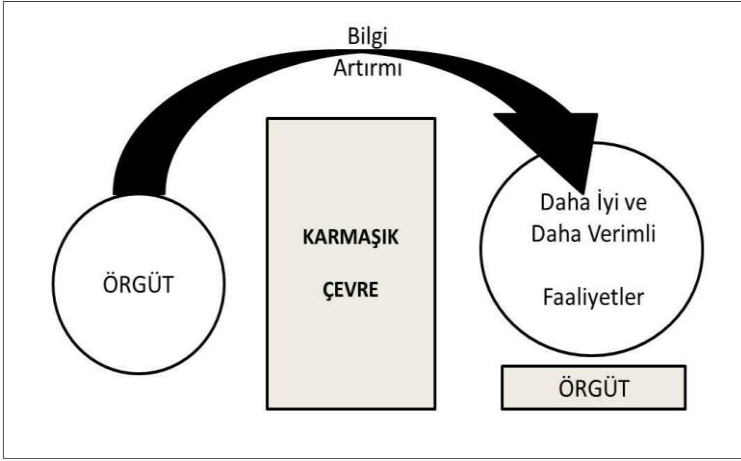 Bilgi
Artırmı
ÖRGÜT
KARMAŞIK
ÇEVRE
Daha İyi ve
Daha Verimli
Faaliyetler
ÖRGÜT